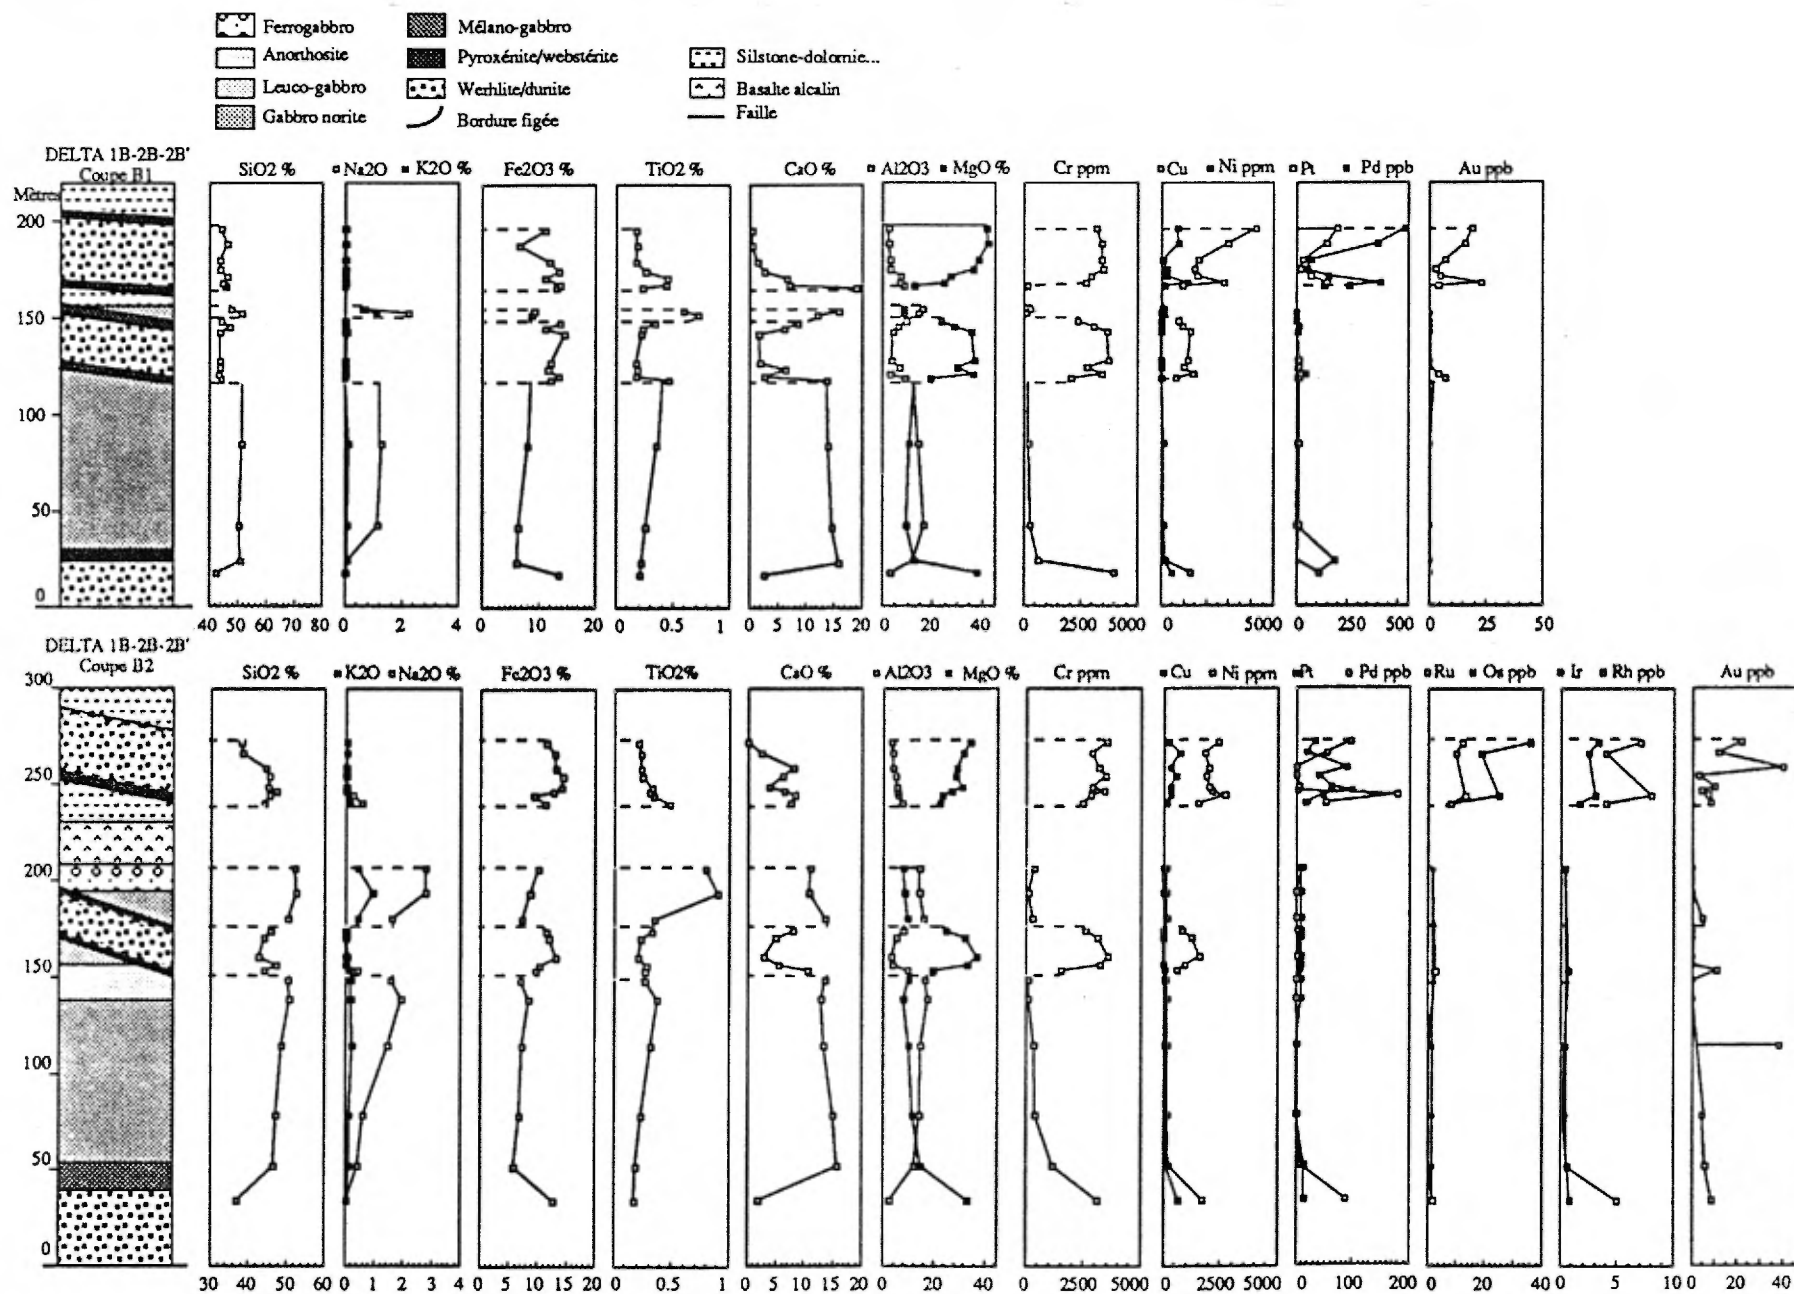 Ferrogabbro
Mélano-gabbro
Anorthosite
Pyroxénite/webstérite
Silstone-dolomie...
Leuco-gabbro
Werhlite/dunite
Basalte alcalin
Gabbro norite
Bordure figée
Faille
DELTA 1B-2B-2B'
Coupe B1
SiO2 %
Na2O K2O %
Fe2O3 %
TiO2 %
CaO %
Al2O3 MgO %
Cr ppm
Cu Ni ppm
Pt Pd ppb
Au ppb
Mètres
200
150
100
50
0
40 50 60 70 80
0 2 4
0 10 20
0 0.5 1
0 5 10 15 20
0 20 40
0 2500 5000
0 5000
0 250 500
0 25 50
DELTA 1B-2B-2B'
Coupe B2
SiO2 %
K2O Na2O %
Fe2O3 %
TiO2%
CaO %
Al2O3 MgO %
Cr ppm
Cu Ni ppm
Pt Pd ppb
Ru Os ppb
Ir Rh ppb
Au ppb
300
250
200
150
100
50
0
30 40 50 60
0 1 2 3 4
0 5 10 15 20
0 0.5 1
0 5 10 15 20
0 20 40
0 2500 5000
0 2500 5000
0 100 200
0 20 40
0 5 10
0 20 40